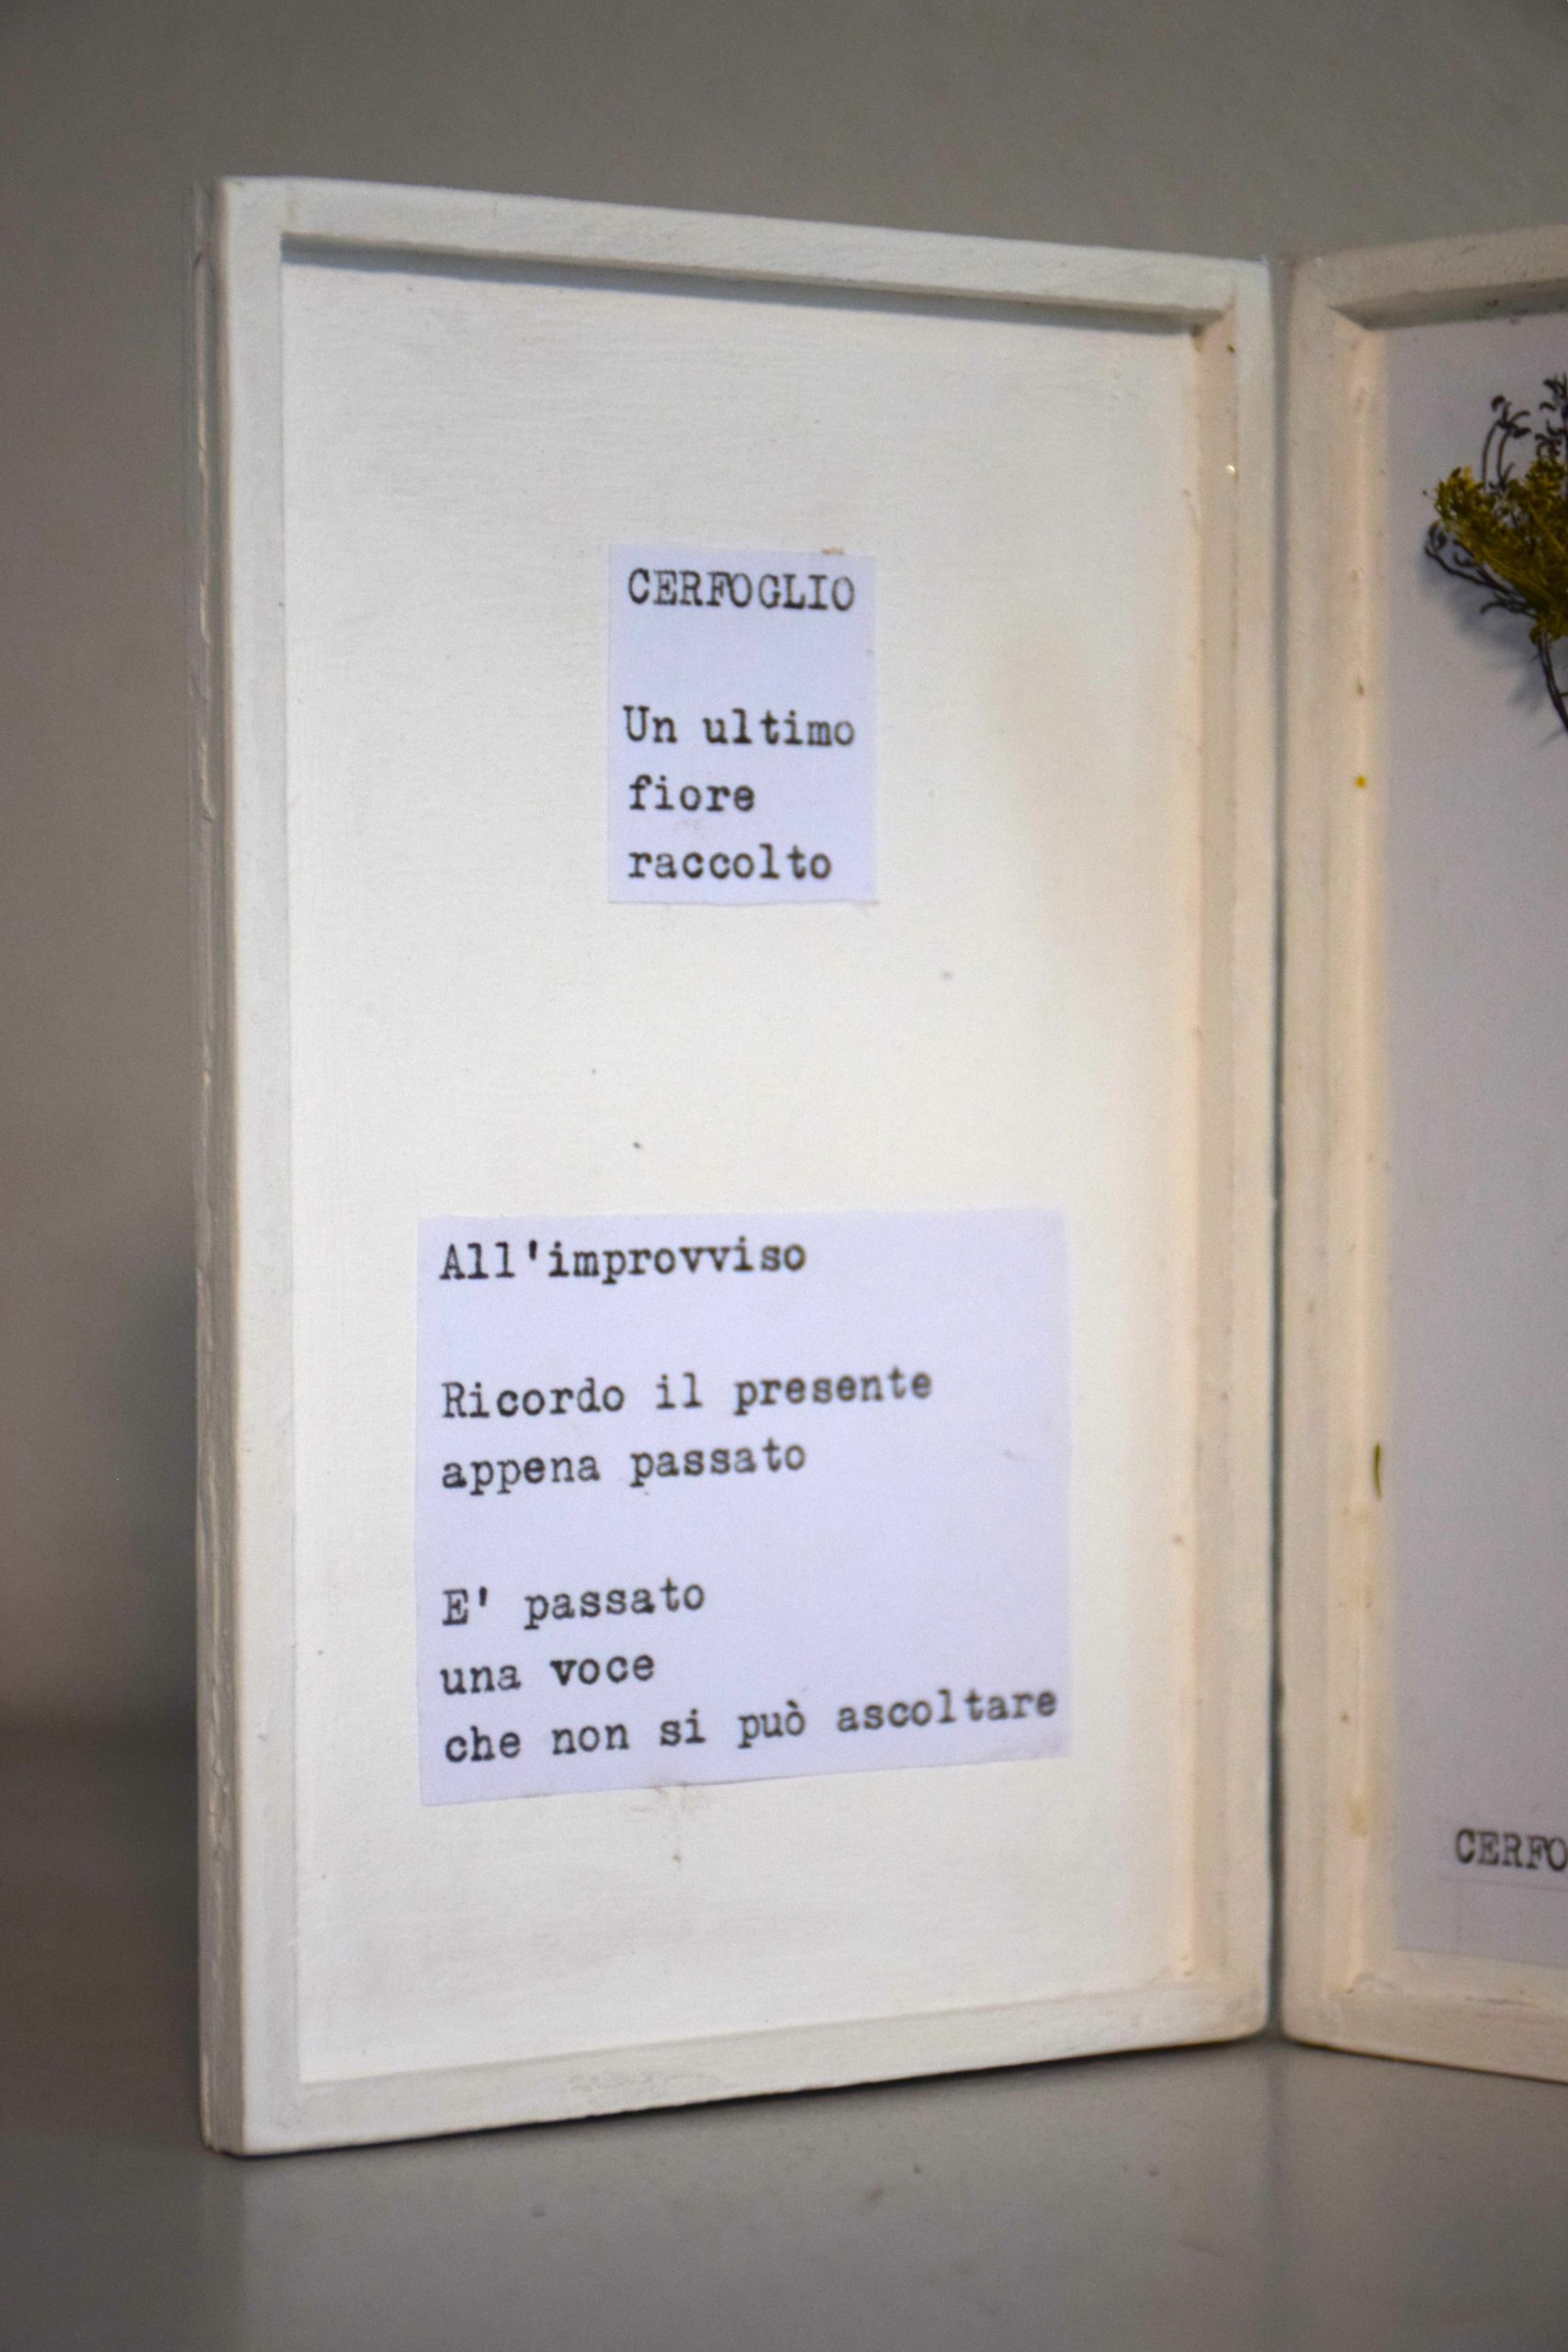 CERFOGLIO
Un ultimo
fiore
raccolto
All'improvviso
Ricordo il presente
appena passato
E' passato
una voce
che non si può ascoltare
CERFO